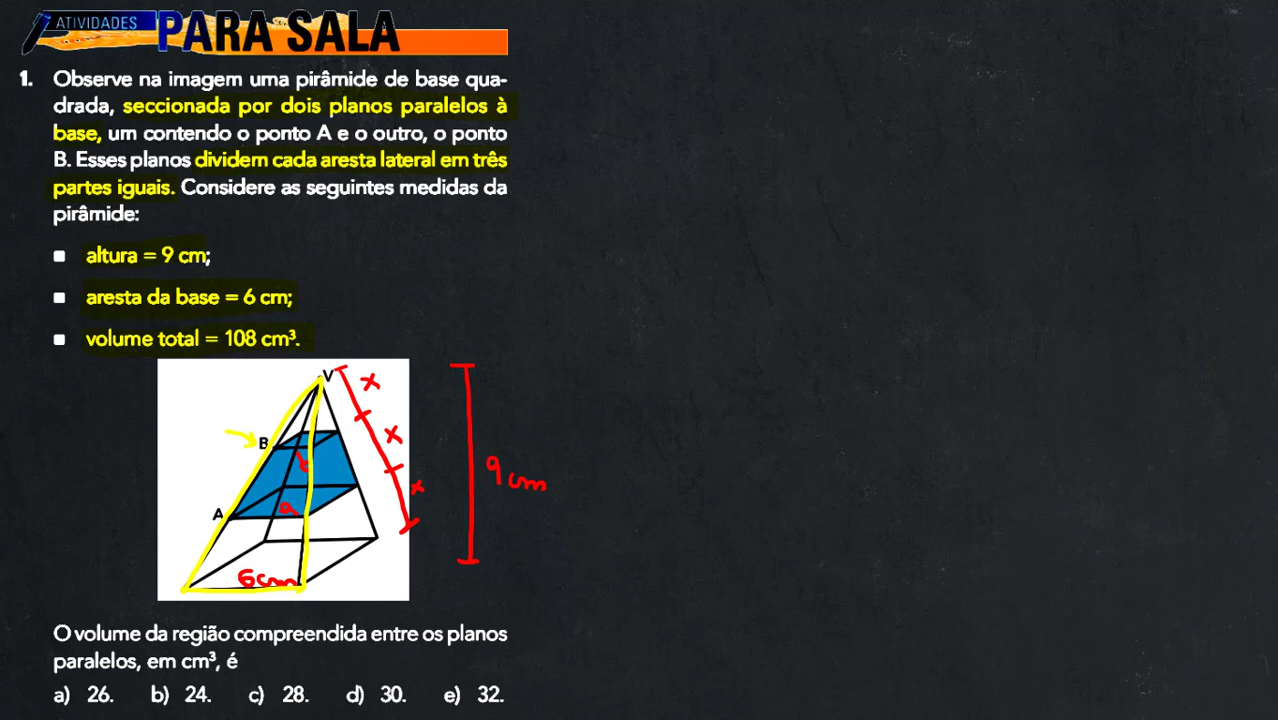 ATIVIDADES PARA SALA
1. Observe na imagem uma pirâmide de base qua-
drada, seccionada por dois planos paralelos à
base, um contendo o ponto A e o outro, o ponto
B. Esses planos dividem cada aresta lateral em três
partes iguais. Considere as seguintes medidas da
pirâmide:
altura = 9 cm;
aresta da base = 6 cm;
volume total = 108 cm³.
V
x
B
x
9 cm
x
A
a
6cm
O volume da região compreendida entre os planos
paralelos, em cm³, é
a) 26. b) 24. c) 28. d) 30. e) 32.